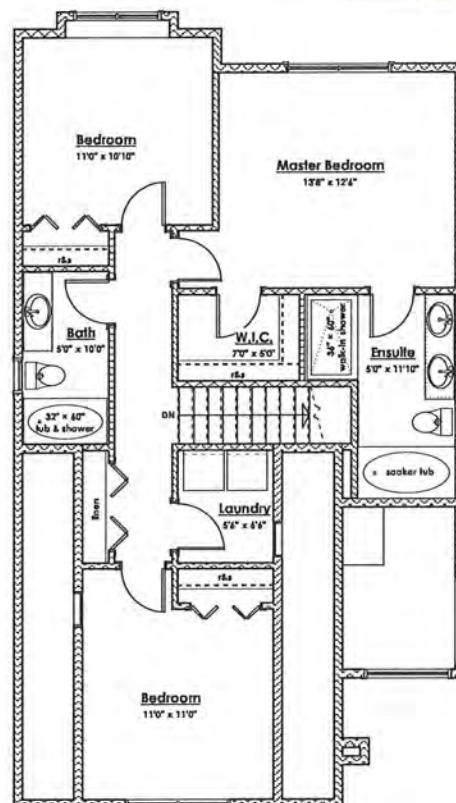 Bedroom
11'0" x 10'10"
Master Bedroom
13'8" x 12'6"
r&s
Bath
5'0" x 10'0"
W.I.C.
7'0" x 5'0"
r&s
36" x 60"
walk-in shower
Ensuite
5'0" x 11'10"
32" x 60"
tub & shower
DN
soaker tub
linen
Laundry
5'6" x 6'6"
r&s
Bedroom
11'0" x 11'0"